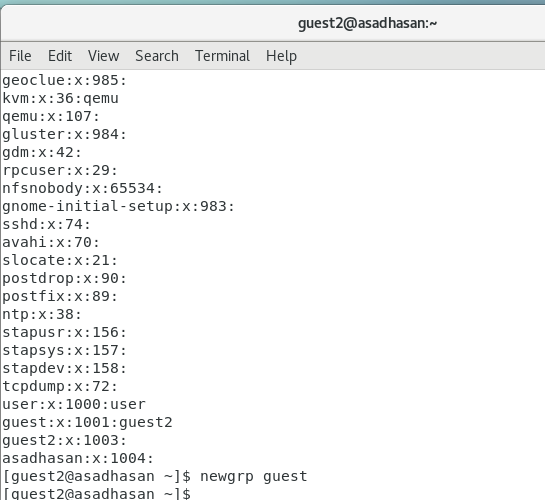 guest2@asadhasan:~
File Edit View Search Terminal Help
geoclue:x:985:
kvm:x:36:qemu
qemu:x:107:
gluster:x:984:
gdm:x:42:
rpcuser:x:29:
nfsnobody:x:65534:
gnome-initial-setup:x:983:
sshd:x:74:
avahi:x:70:
slocate:x:21:
postdrop:x:90:
postfix:x:89:
ntp:x:38:
stapusr:x:156:
stapsys:x:157:
stapdev:x:158:
tcpdump:x:72:
user:x:1000:user
guest:x:1001:guest2
guest2:x:1003:
asadhasan:x:1004:
[guest2@asadhasan ~]$ newgrp guest
[guest2@asadhasan ~]$